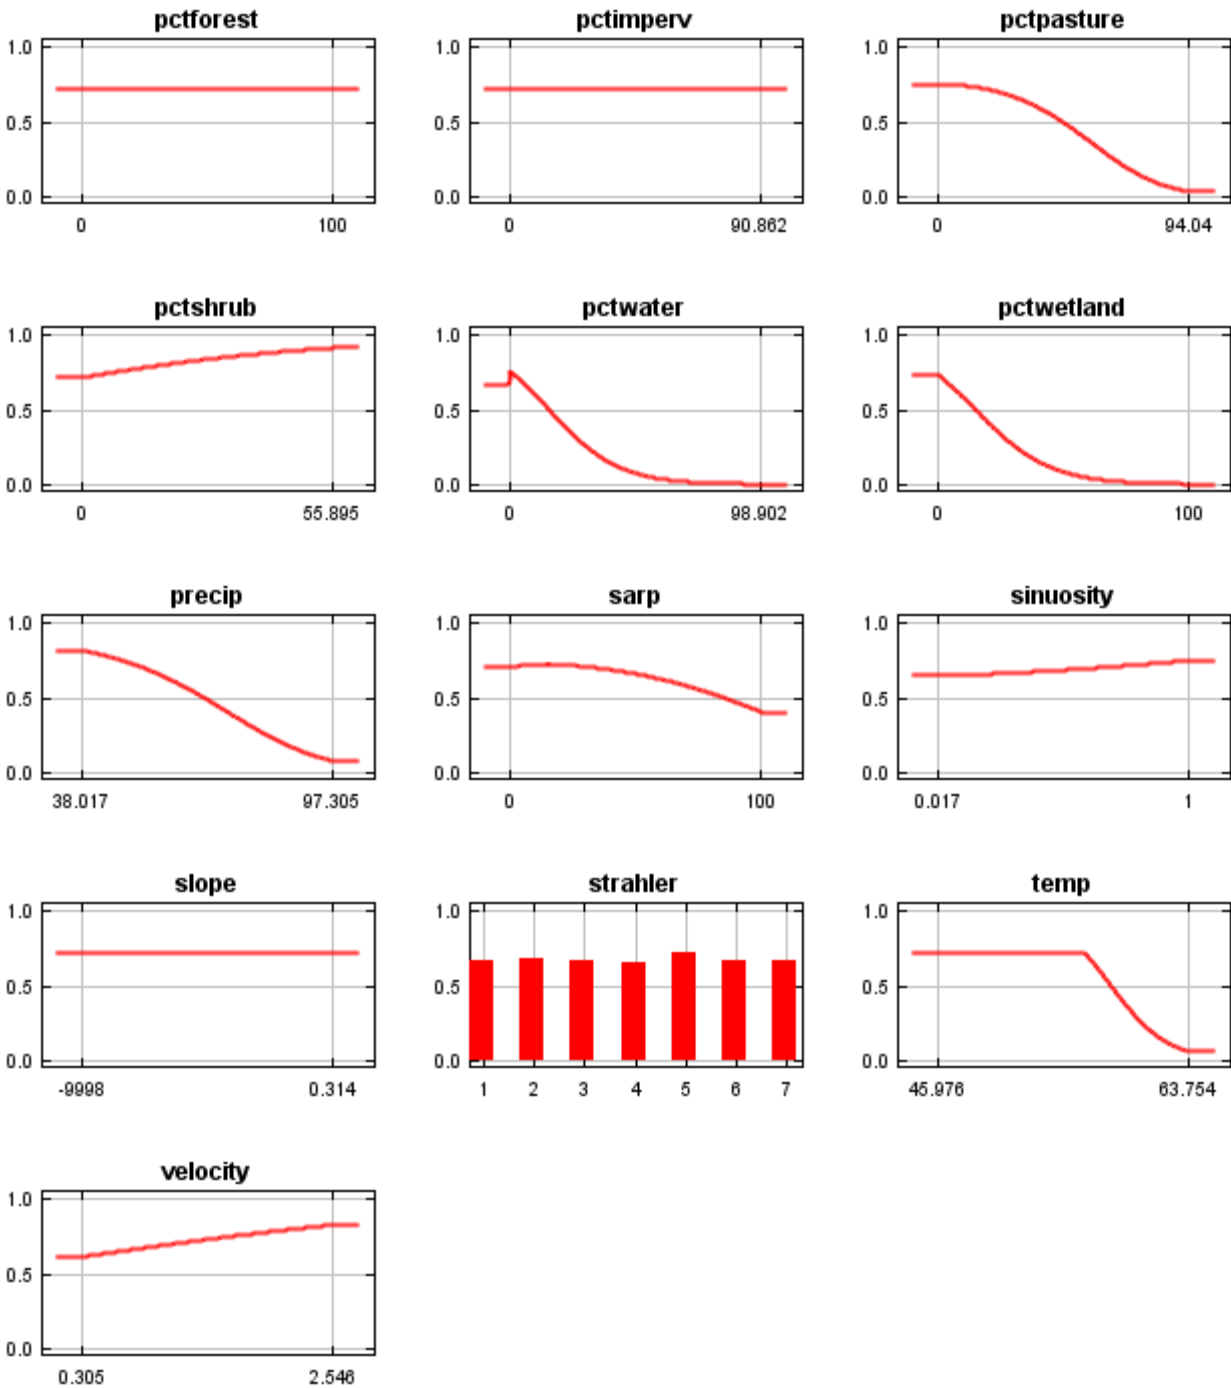 pctforest pctimperv pctpasture
1.0 1.0 1.0
0.5 0.5 0.5
0.0 0.0 0.0
0 100 0 90.862 0 94.04
pctshrub pctwater pctwetland
1.0 1.0 1.0
0.5 0.5 0.5
0.0 0.0 0.0
0 55.895 0 98.902 0 100
precip sarp sinuosity
1.0 1.0 1.0
0.5 0.5 0.5
0.0 0.0 0.0
38.017 97.305 0 100 0.017 1
slope strahler temp
1.0 1.0 1.0
0.5 0.5 0.5
0.0 0.0 0.0
-9998 0.314 1 2 3 4 5 6 7 45.976 63.754
velocity
1.0
0.5
0.0
0.305 2.546